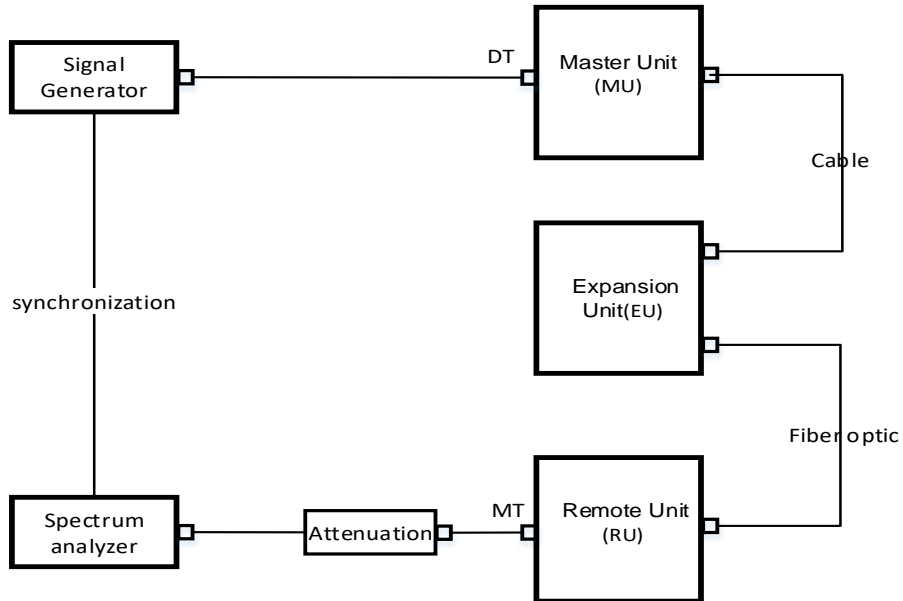 Signal
Generator
DT
Master Unit
(MU)
Cable
Expansion
Unit(EU)
synchronization
Fiber optic
Spectrum
analyzer
Attenuation
MT
Remote Unit
(RU)